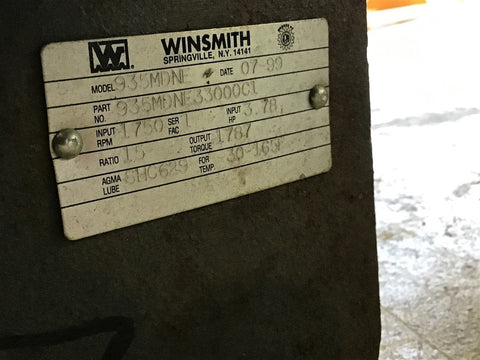 W.
WINSMITH
SPRINGVILLE, N.Y. 14141
MODEL 935MDNE DATE 07-99
PART NO. 935MDNE33000C1
INPUT RPM 1750 SER FAC 1 INPUT HP 3.78
RATIO 15 OUTPUT TORQUE 1787
AGMA LUBE SHC629 FOR TEMP 30-165F